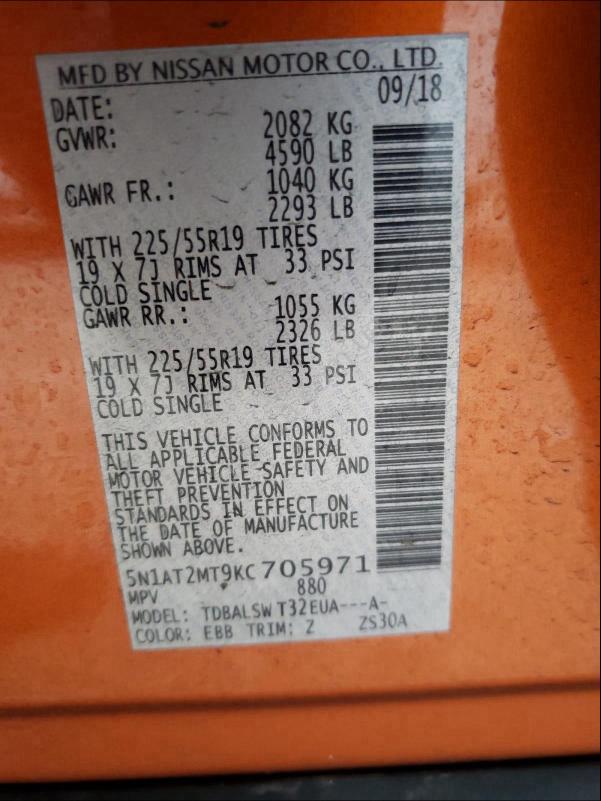 MFD BY NISSAN MOTOR CO., LTD.
DATE: 09/18
GVWR: 2082 KG
4590 LB
GAWR FR.: 1040 KG
2293 LB
WITH 225/55R19 TIRES
19 X 7J RIMS AT 33 PSI
COLD SINGLE
GAWR RR.: 1055 KG
2326 LB
WITH 225/55R19 TIRES
19 X 7J RIMS AT 33 PSI
COLD SINGLE
THIS VEHICLE CONFORMS TO
ALL APPLICABLE FEDERAL
MOTOR VEHICLE SAFETY AND
THEFT PREVENTION
STANDARDS IN EFFECT ON
THE DATE OF MANUFACTURE
SHOWN ABOVE.
5N1AT2MT9KC705971
MPV 880
MODEL: TDBALSW T32EUA---A-
COLOR: EBB TRIM: Z ZS30A